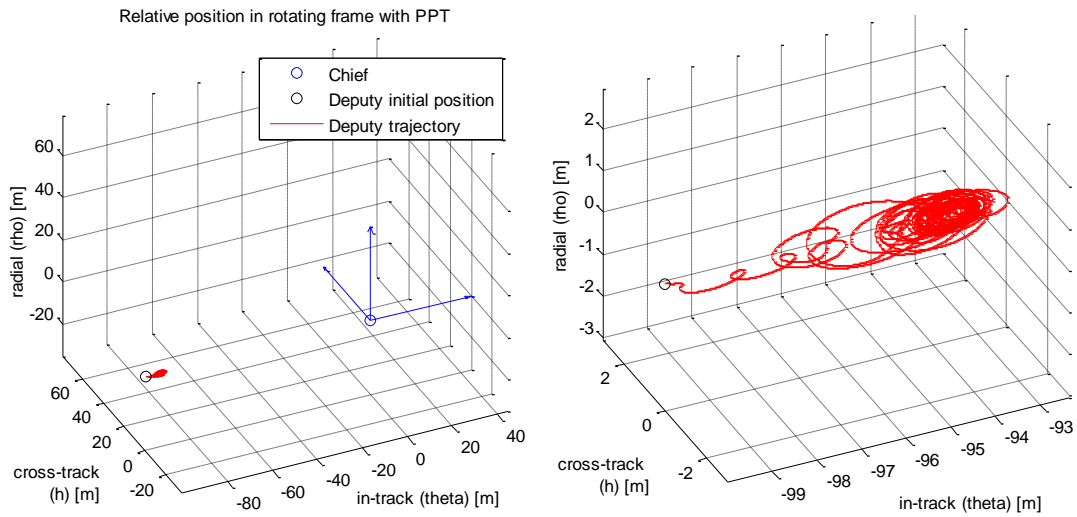 Relative position in rotating frame with PPT
Chief
Deputy initial position
Deputy trajectory
radial (rho) [m]
60
40
20
0
-20
60
40
20
0
-20
cross-track
(h) [m]
-80
-60
-40
-20
0
20
40
in-track (theta) [m]
radial (rho) [m]
2
1
0
-1
-2
-3
2
0
-2
cross-track
(h) [m]
-99
-98
-97
-96
-95
-94
-93
in-track (theta) [m]